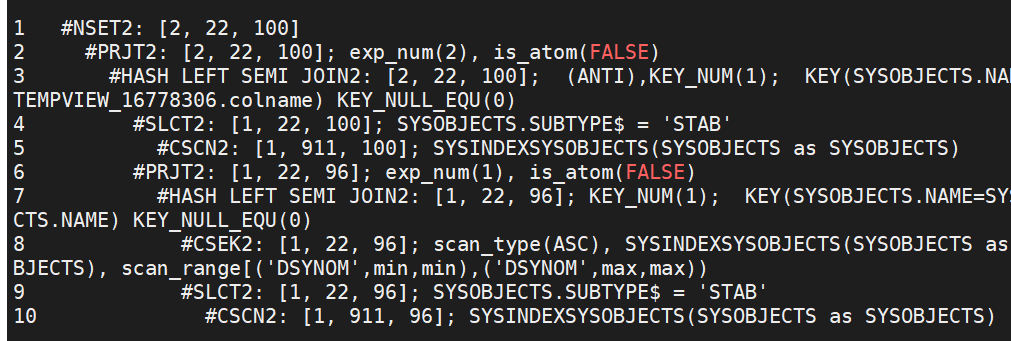 1   #NSET2: [2, 22, 100]
2     #PRJT2: [2, 22, 100]; exp_num(2), is_atom(FALSE)
3       #HASH LEFT SEMI JOIN2: [2, 22, 100];  (ANTI),KEY_NUM(1);  KEY(SYSOBJECTS.NA
TEMPVIEW_16778306.colname) KEY_NULL_EQU(0)
4         #SLCT2: [1, 22, 100]; SYSOBJECTS.SUBTYPE$ = 'STAB'
5           #CSCN2: [1, 911, 100]; SYSINDEXSYSOBJECTS(SYSOBJECTS as SYSOBJECTS)
6         #PRJT2: [1, 22, 96]; exp_num(1), is_atom(FALSE)
7           #HASH LEFT SEMI JOIN2: [1, 22, 96]; KEY_NUM(1);  KEY(SYSOBJECTS.NAME=SY
CTS.NAME) KEY_NULL_EQU(0)
8             #CSEK2: [1, 22, 96]; scan_type(ASC), SYSINDEXSYSOBJECTS(SYSOBJECTS as
BJECTS), scan_range[('DSYNOM',min,min),('DSYNOM',max,max))
9             #SLCT2: [1, 22, 96]; SYSOBJECTS.SUBTYPE$ = 'STAB'
10              #CSCN2: [1, 911, 96]; SYSINDEXSYSOBJECTS(SYSOBJECTS as SYSOBJECTS)